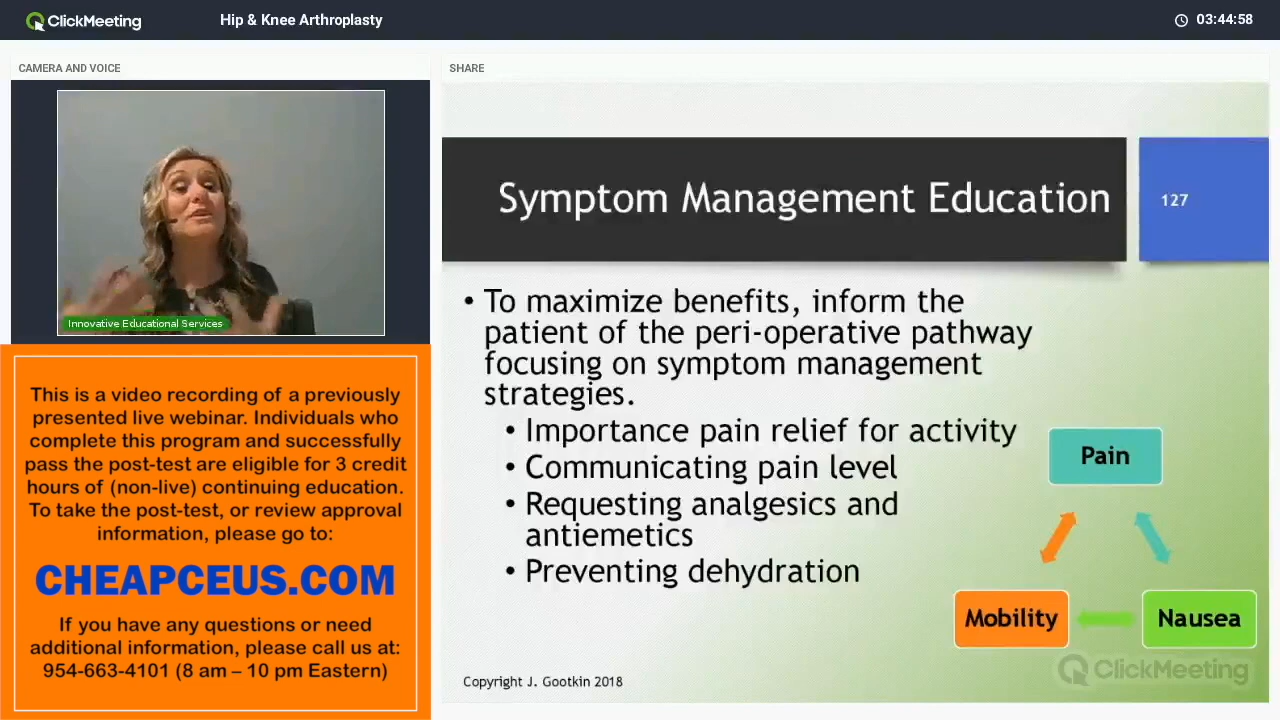 ClickMeeting
Hip & Knee Arthroplasty
03:44:58
CAMERA AND VOICE
SHARE
Innovative Educational Services
This is a video recording of a previously
presented live webinar. Individuals who
complete this program and successfully
pass the post-test are eligible for 3 credit
hours of (non-live) continuing education.
To take the post-test, or review approval
information, please go to:
CHEAPCEUS.COM
If you have any questions or need
additional information, please call us at:
954-663-4101 (8 am – 10 pm Eastern)
Symptom Management Education
127
• To maximize benefits, inform the
patient of the peri-operative pathway
focusing on symptom management
strategies.
• Importance pain relief for activity
• Communicating pain level
• Requesting analgesics and
antiemetics
• Preventing dehydration
Pain
Mobility
Nausea
ClickMeeting
Copyright J. Gootkin 2018